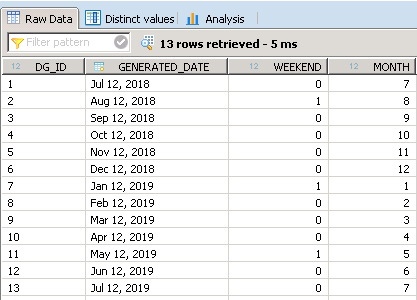 Raw Data Distinct values Analysis
Filter pattern 13 rows retrieved - 5 ms
12 DG_ID GENERATED_DATE 12 WEEKEND 12 MONTH
1 Jul 12, 2018 0 7
2 Aug 12, 2018 1 8
3 Sep 12, 2018 0 9
4 Oct 12, 2018 0 10
5 Nov 12, 2018 0 11
6 Dec 12, 2018 0 12
7 Jan 12, 2019 1 1
8 Feb 12, 2019 0 2
9 Mar 12, 2019 0 3
10 Apr 12, 2019 0 4
11 May 12, 2019 1 5
12 Jun 12, 2019 0 6
13 Jul 12, 2019 0 7